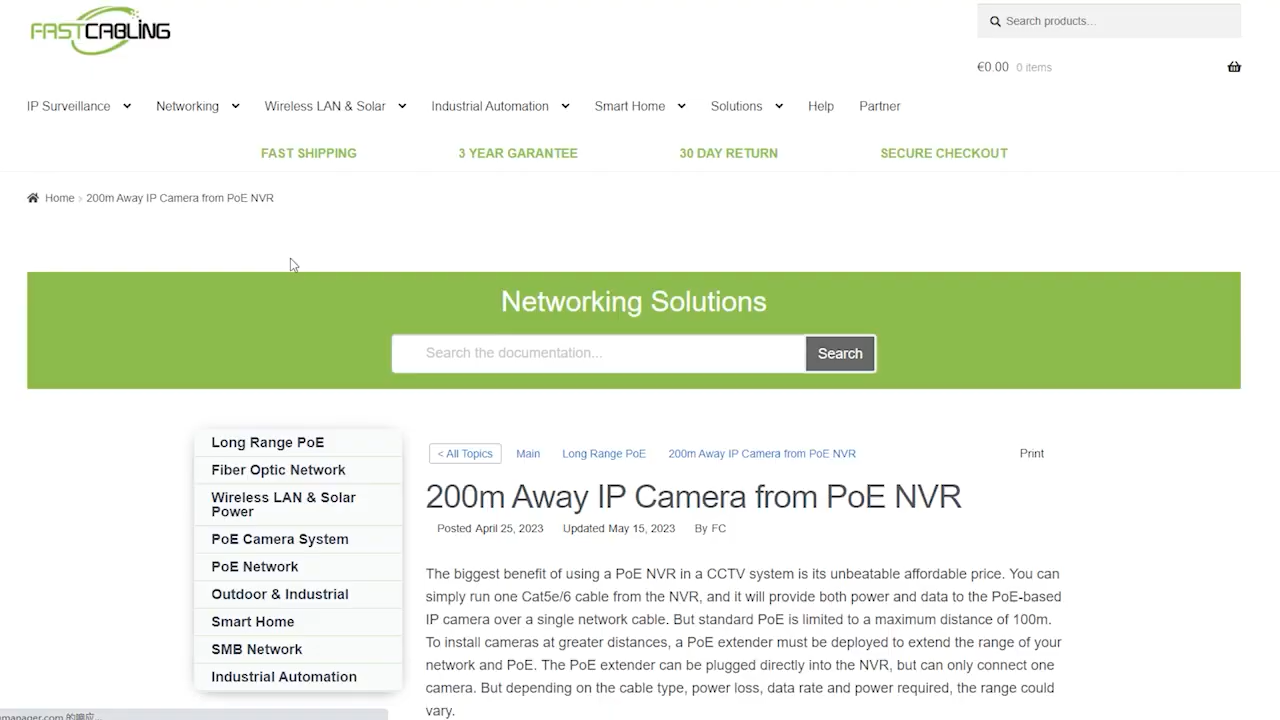 FASTCABLING
Search products…
€0.00 0 items
IP Surveillance
Networking
Wireless LAN & Solar
Industrial Automation
Smart Home
Solutions
Help
Partner
FAST SHIPPING
3 YEAR GARANTEE
30 DAY RETURN
SECURE CHECKOUT
Home › 200m Away IP Camera from PoE NVR
Networking Solutions
Search the documentation...
Search
Long Range PoE
Fiber Optic Network
Wireless LAN & Solar
Power
PoE Camera System
PoE Network
Outdoor & Industrial
Smart Home
SMB Network
Industrial Automation
< All Topics
Main
Long Range PoE
200m Away IP Camera from PoE NVR
Print
200m Away IP Camera from PoE NVR
Posted April 25, 2023 Updated May 15, 2023 By FC
The biggest benefit of using a PoE NVR in a CCTV system is its unbeatable affordable price. You can
simply run one Cat5e/6 cable from the NVR, and it will provide both power and data to the PoE-based
IP camera over a single network cable. But standard PoE is limited to a maximum distance of 100m.
To install cameras at greater distances, a PoE extender must be deployed to extend the range of your
network and PoE. The PoE extender can be plugged directly into the NVR, but can only connect one
camera. But depending on the cable type, power loss, data rate and power required, the range could
vary.